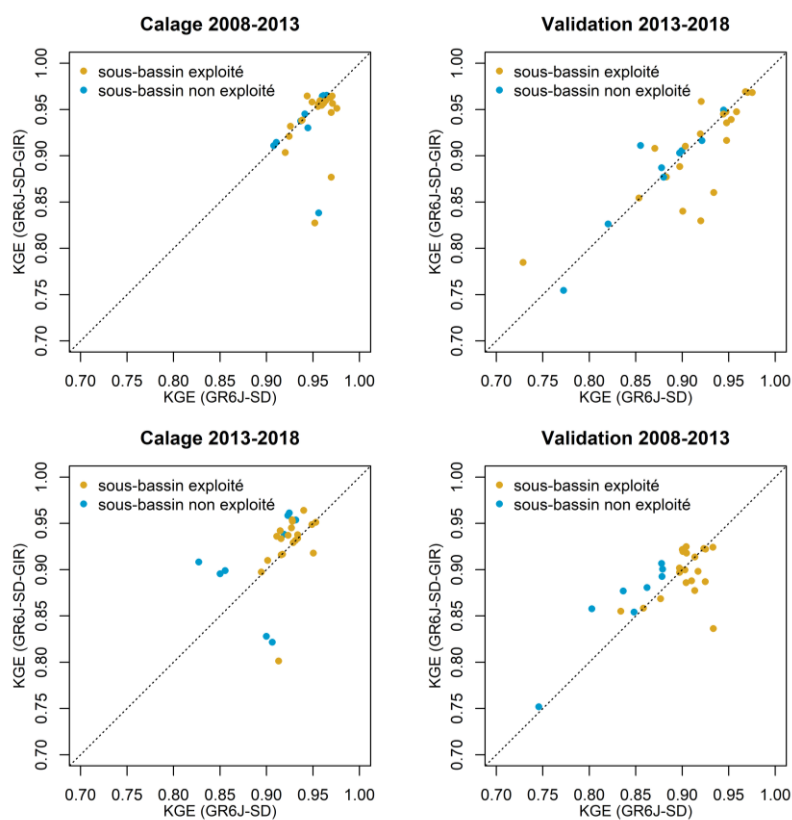 Calage 2008-2013
KGE (GR6J-SD-GIR)
1.00
0.95
0.90
0.85
0.80
0.75
0.70
sous-bassin exploité
sous-bassin non exploité
0.70 0.75 0.80 0.85 0.90 0.95 1.00
KGE (GR6J-SD)
Validation 2013-2018
KGE (GR6J-SD-GIR)
1.00
0.95
0.90
0.85
0.80
0.75
0.70
sous-bassin exploité
sous-bassin non exploité
0.70 0.75 0.80 0.85 0.90 0.95 1.00
KGE (GR6J-SD)
Calage 2013-2018
KGE (GR6J-SD-GIR)
1.00
0.95
0.90
0.85
0.80
0.75
0.70
sous-bassin exploité
sous-bassin non exploité
0.70 0.75 0.80 0.85 0.90 0.95 1.00
KGE (GR6J-SD)
Validation 2008-2013
KGE (GR6J-SD-GIR)
1.00
0.95
0.90
0.85
0.80
0.75
0.70
sous-bassin exploité
sous-bassin non exploité
0.70 0.75 0.80 0.85 0.90 0.95 1.00
KGE (GR6J-SD)